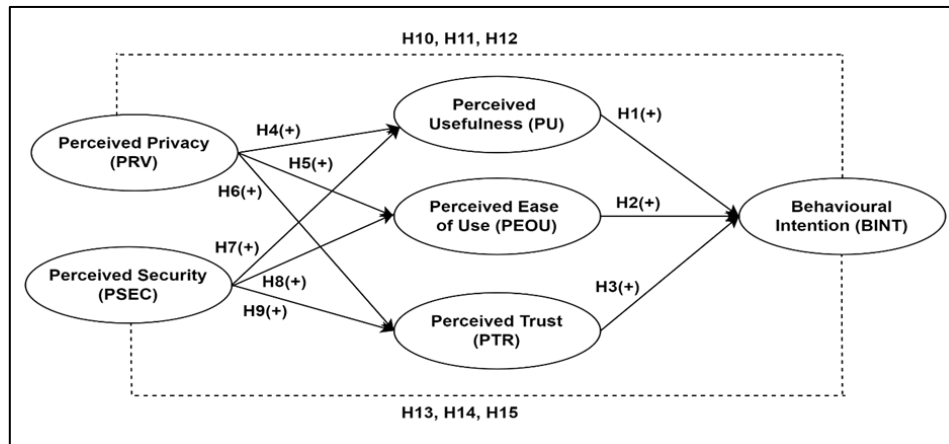 H10, H11, H12
Perceived
Usefulness (PU)
H1(+)
H4(+)
Perceived Privacy
(PRV)
H5(+)
H6(+)
Perceived Ease
of Use (PEOU)
H2(+)
Behavioural
Intention (BINT)
H7(+)
Perceived Security
(PSEC)
H8(+)
H9(+)
H3(+)
Perceived Trust
(PTR)
H13, H14, H15